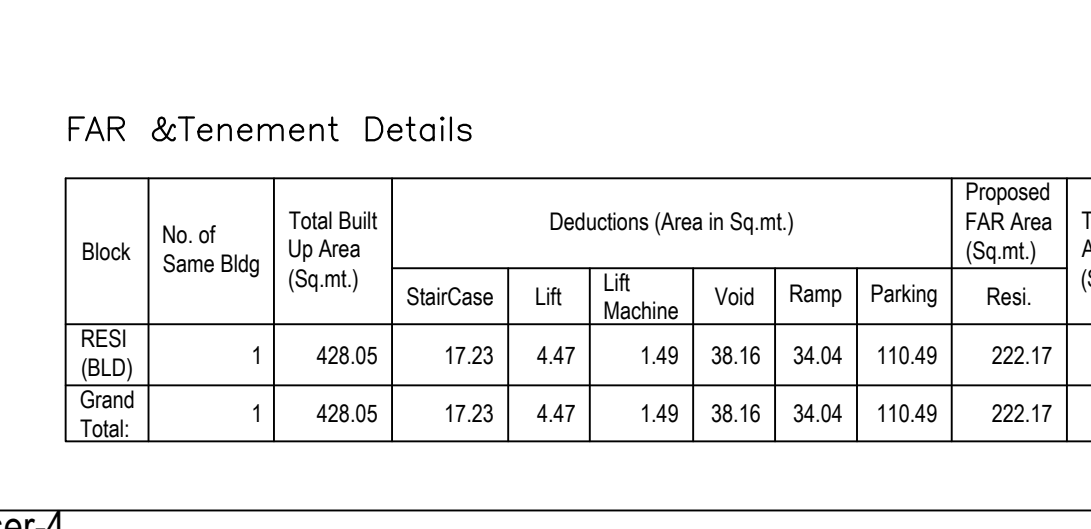 FAR &Tenement Details
Block
No. of
Same Bldg
Total Built
Up Area
(Sq.mt.)
Deductions (Area in Sq.mt.)
Proposed
FAR Area
(Sq.mt.)
StairCase
Lift
Lift
Machine
Void
Ramp
Parking
Resi.
RESI
(BLD)
1
428.05
17.23
4.47
1.49
38.16
34.04
110.49
222.17
Grand
Total:
1
428.05
17.23
4.47
1.49
38.16
34.04
110.49
222.17